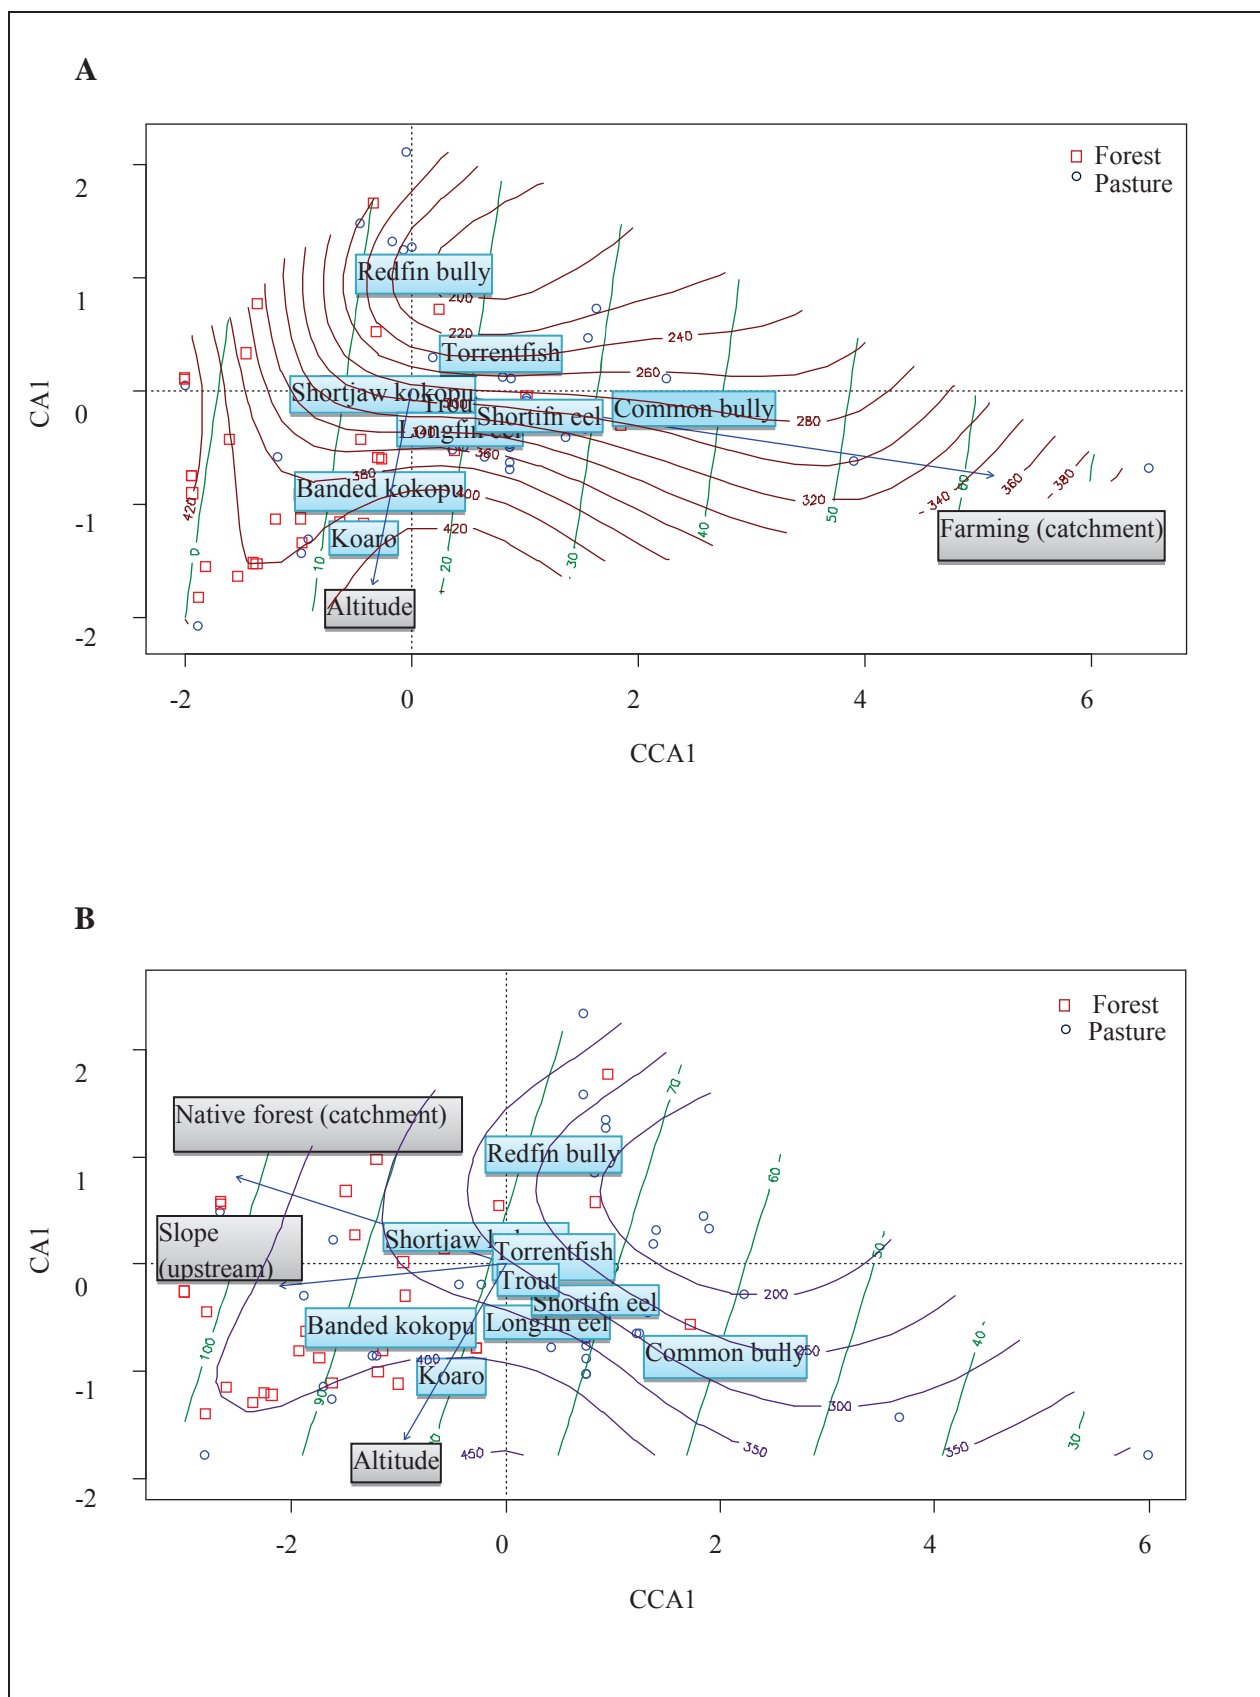 A
Forest
Pasture
2
1
0
-1
-2
CA1
Redfin bully
200
220
Torrentfish
240
260
Shortjaw kokopu
Trout
300
Shortifn eel
Common bully
280
Longfin eel
340
360
380
Banded kokopu
400
420
320
340
360
380
420
Koaro
Farming (catchment)
Altitude
0
10
20
30
40
50
60
-2
0
2
4
6
CCA1
B
Forest
Pasture
2
1
0
-1
-2
CA1
70
Native forest (catchment)
Redfin bully
60
Slope
(upstream)
Shortjaw
Torrentfish
50
Trout
200
Shortifn eel
Banded kokopu
Longfin eel
40
100
Common bully
250
400
Koaro
90
300
30
450
350
350
Altitude
-2
0
2
4
6
CCA1